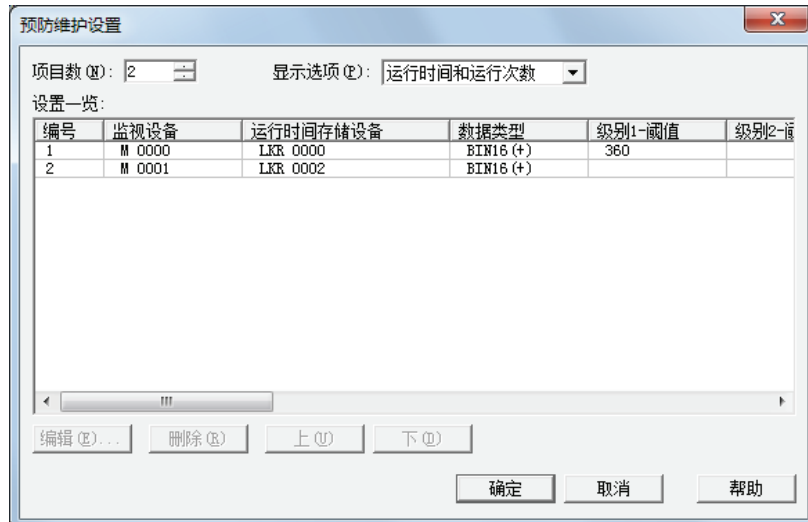 预防维护设置
项目数(N): 2 显示选项(P): 运行时间和运行次数
设置一览:
编号 监视设备 运行时间存储设备 数据类型 级别1-阈值 级别2-
1 M 0000 LKR 0000 BIN16(+) 360
2 M 0001 LKR 0002 BIN16(+)
编辑(E)... 删除(R) 上(U) 下(D)
确定 取消 帮助